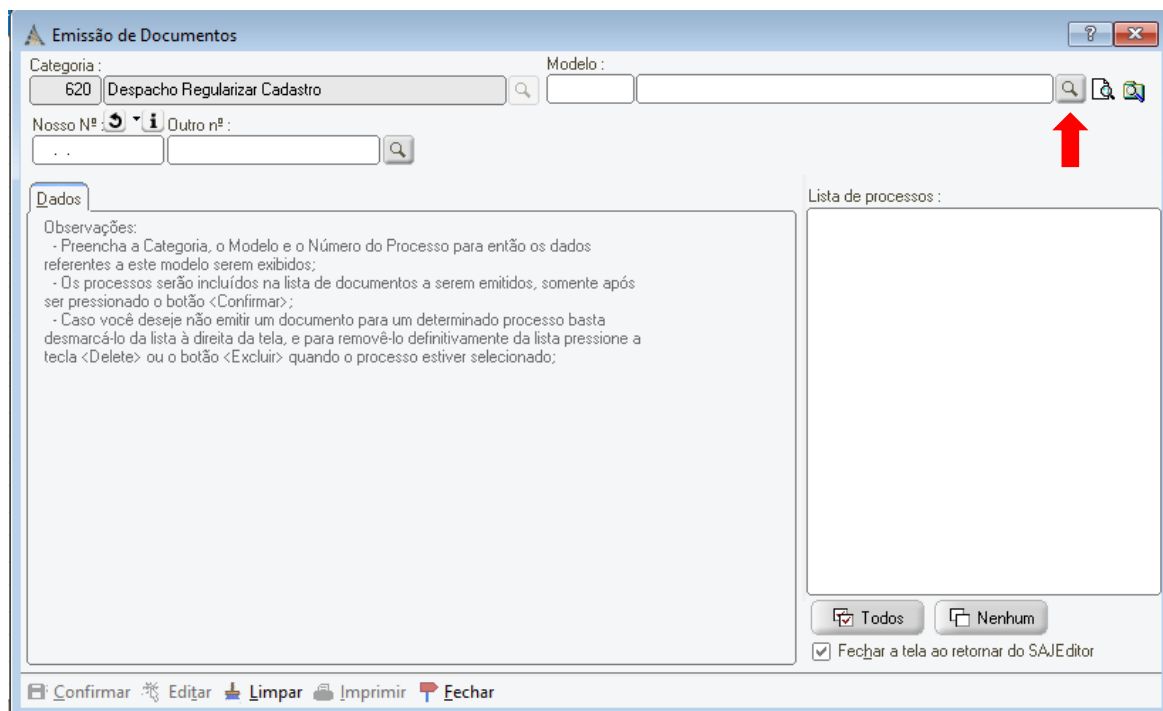 Emissão de Documentos
Categoria :
Modelo :
620 Despacho Regularizar Cadastro
Nosso Nº :
Outro nº :
. .
Dados
Lista de processos :
Observações:
- Preencha a Categoria, o Modelo e o Número do Processo para então os dados
referentes a este modelo serem exibidos;
- Os processos serão incluídos na lista de documentos a serem emitidos, somente após
ser pressionado o botão <Confirmar>;
- Caso você deseje não emitir um documento para um determinado processo basta
desmarcá-lo da lista à direita da tela, e para removê-lo definitivamente da lista pressione a
tecla <Delete> ou o botão <Excluir> quando o processo estiver selecionado;
Todos
Nenhum
Fechar a tela ao retornar do SAJEditor
Confirmar Editar Limpar Imprimir Fechar